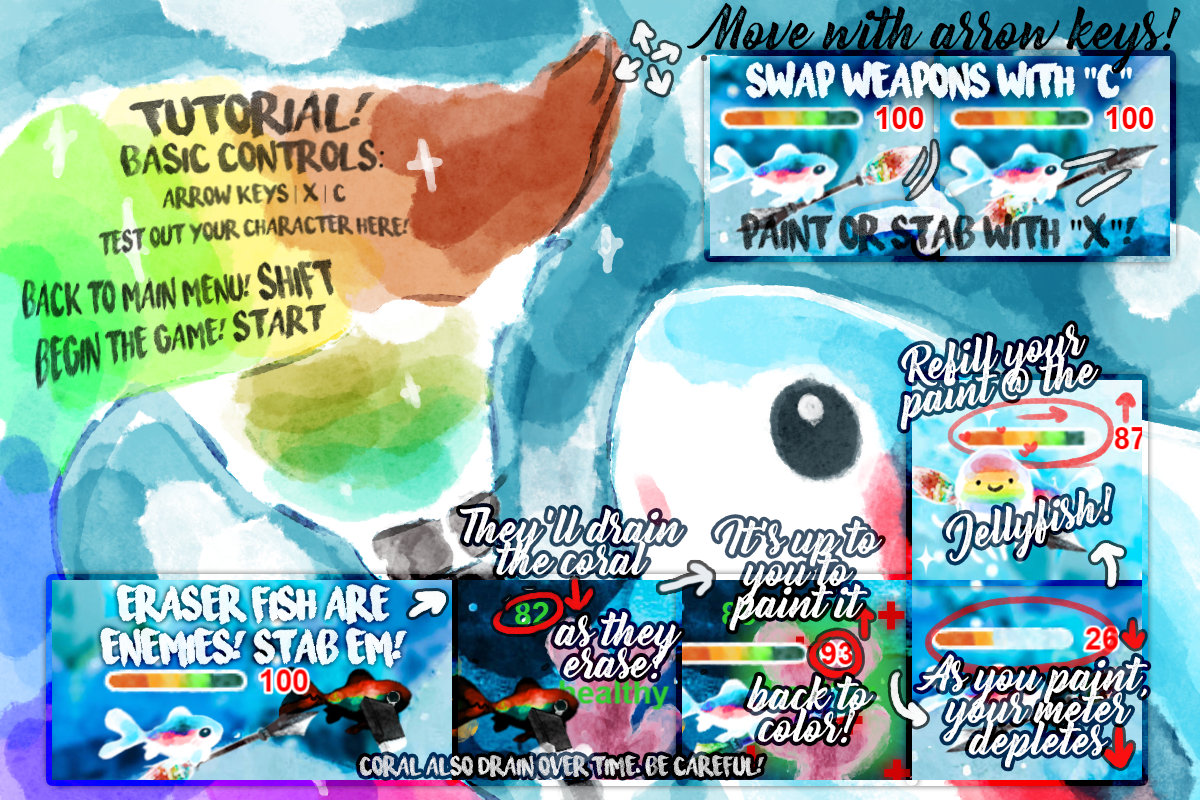 Move with arrow keys!
TUTORIAL!
BASIC CONTROLS:
ARROW KEYS | X | C
TEST OUT YOUR CHARACTER HERE!
BACK TO MAIN MENU! SHIFT
BEGIN THE GAME! START
SWAP WEAPONS WITH "C"
100
100
PAINT OR STAB WITH "X"!
Refill your
paint @ the
87
Jellyfish!
ERASER FISH ARE
ENEMIES! STAB EM!
100
They'll drain
the coral
82
as they
erase!
healthy
It's up to
you to
paint it
93
back to
color!
26
As you paint,
your meter
depletes
CORAL ALSO DRAIN OVER TIME. BE CAREFUL!